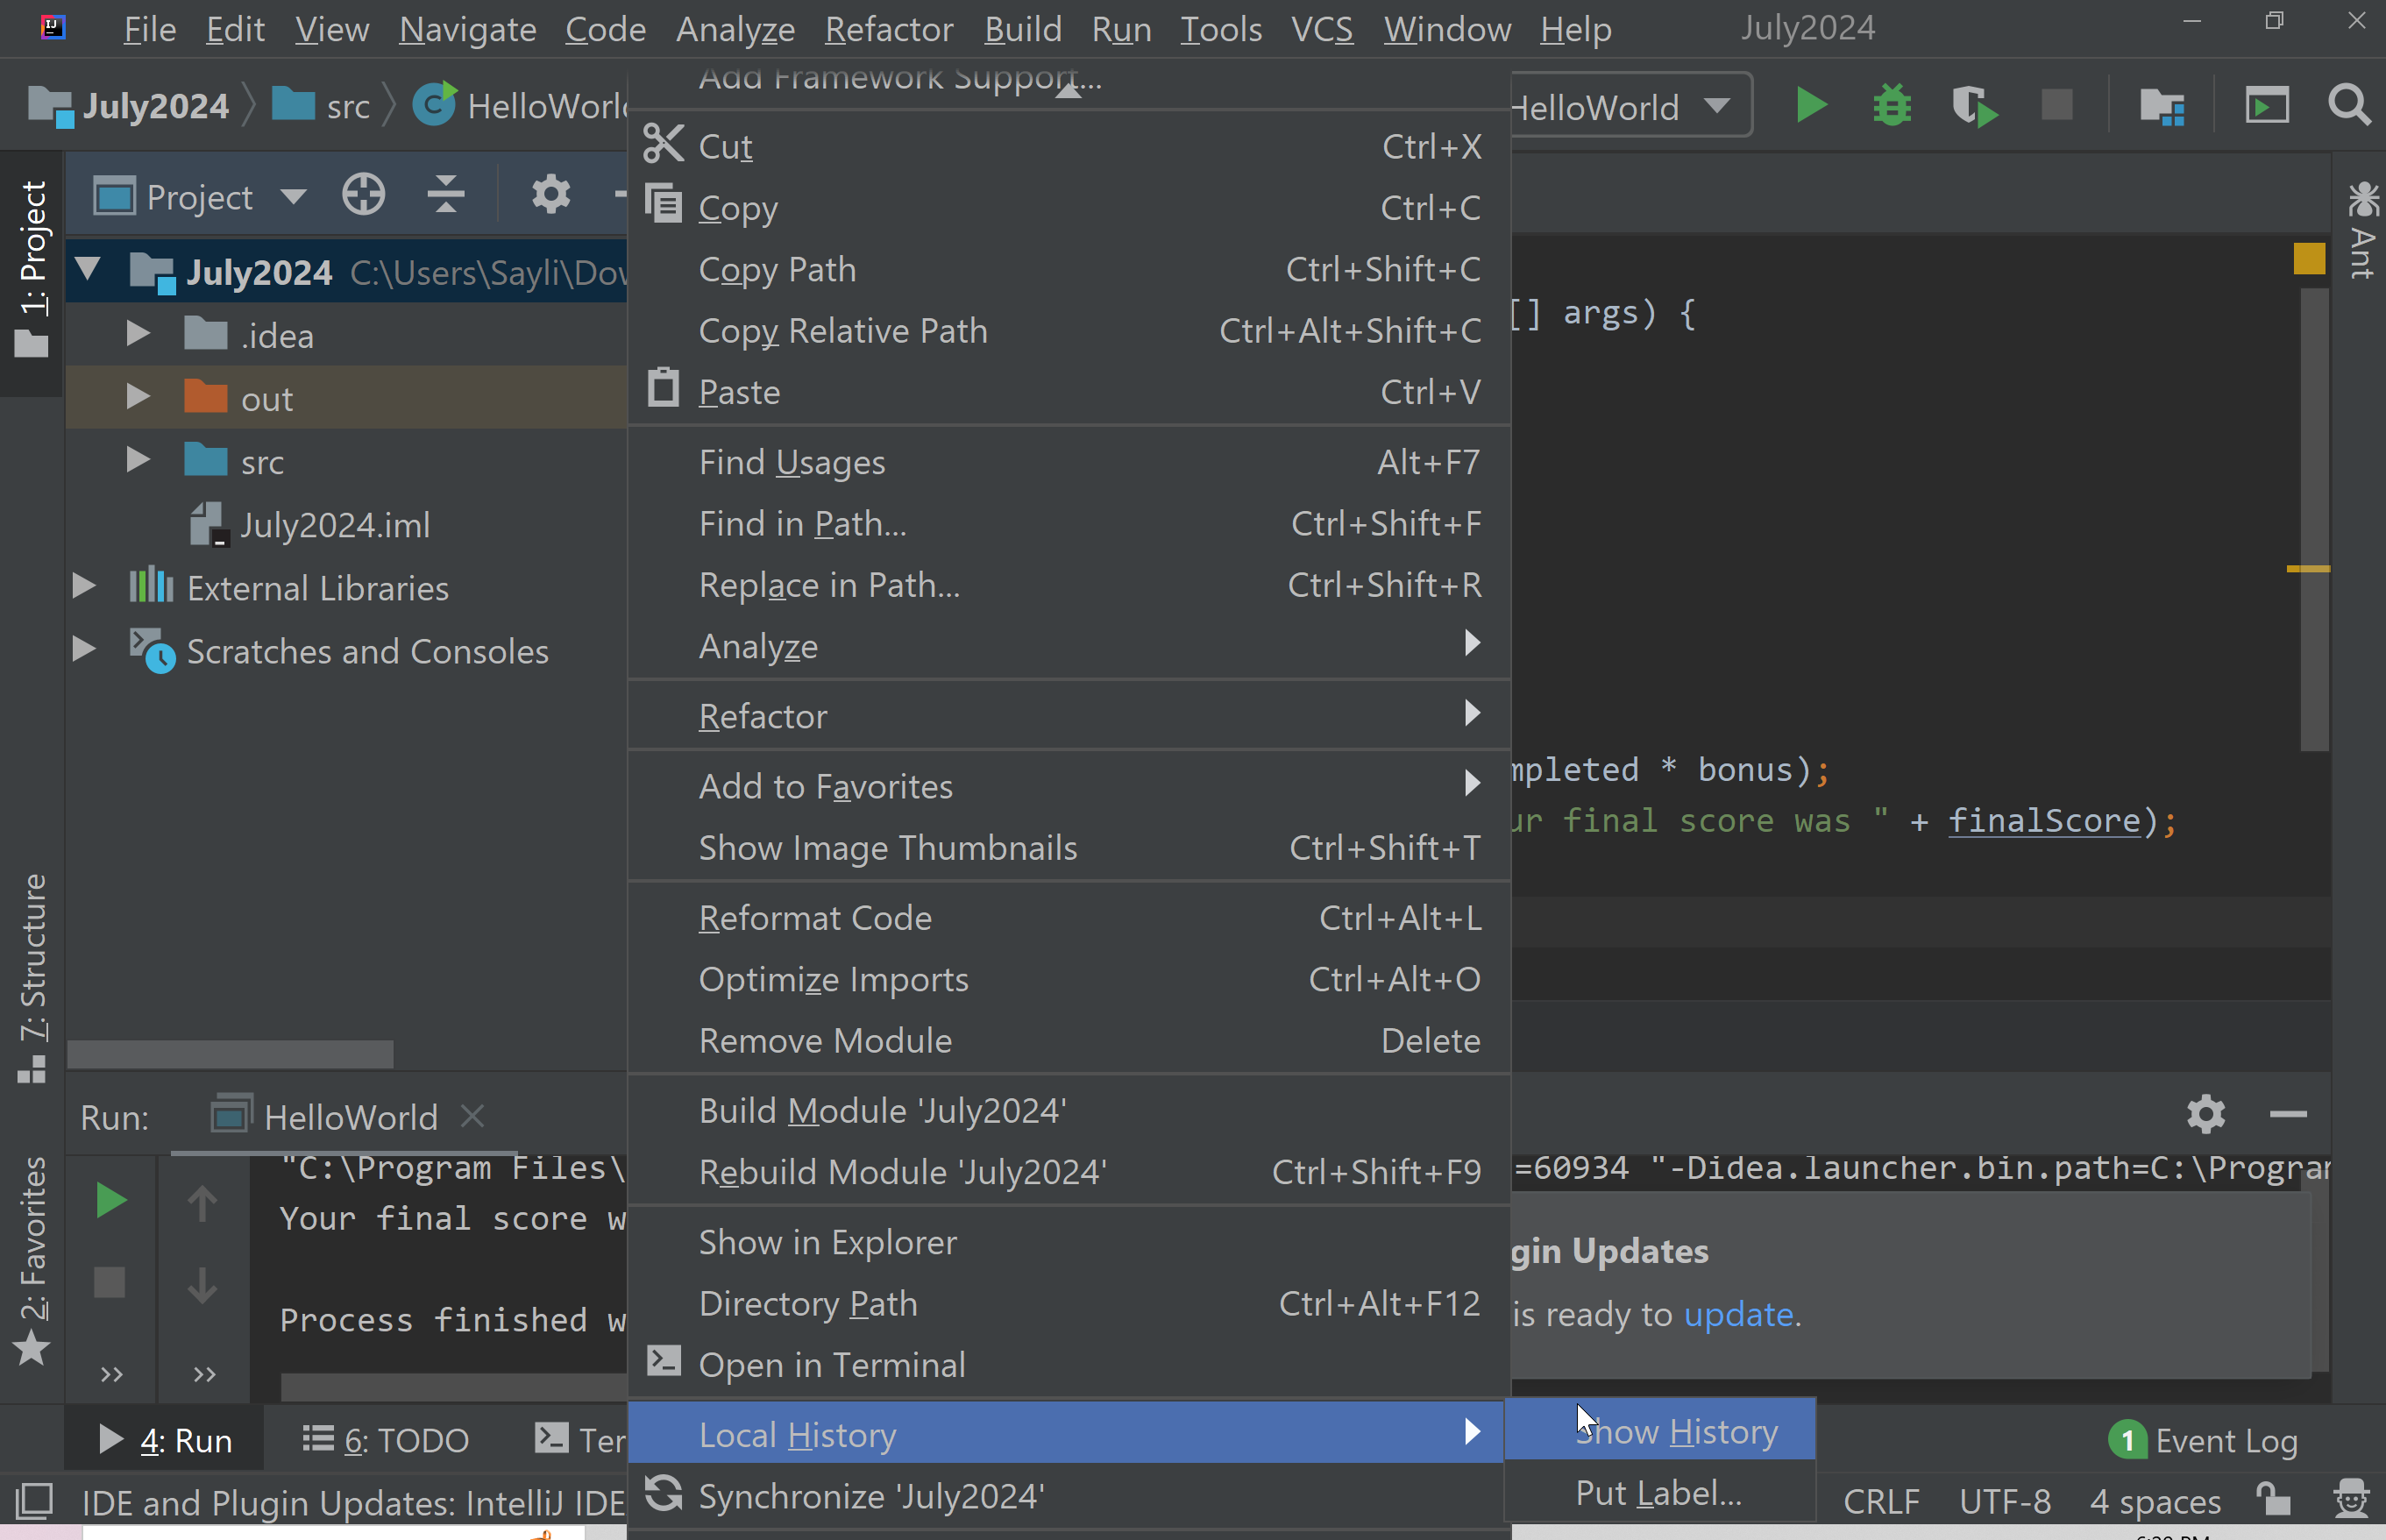 File Edit View Navigate Code Analyze Refactor Build Run Tools VCS Window Help July2024
July2024 src HelloWorld HelloWorld
Add Framework Support...
1: Project
Project
Ant
July2024 C:\Users\Sayli\Dow
.idea
out
src
July2024.iml
External Libraries
Scratches and Consoles
7: Structure
2: Favorites
Cut Ctrl+X
Copy Ctrl+C
Copy Path Ctrl+Shift+C
Copy Relative Path Ctrl+Alt+Shift+C
Paste Ctrl+V
Find Usages Alt+F7
Find in Path... Ctrl+Shift+F
Replace in Path... Ctrl+Shift+R
Analyze
Refactor
Add to Favorites
Show Image Thumbnails Ctrl+Shift+T
Reformat Code Ctrl+Alt+L
Optimize Imports Ctrl+Alt+O
Remove Module Delete
Build Module 'July2024'
Rebuild Module 'July2024' Ctrl+Shift+F9
Show in Explorer
Directory Path Ctrl+Alt+F12
Open in Terminal
Local History
Synchronize 'July2024'
Show History
Put Label...
[] args) {
mpleted * bonus);
ur final score was " + finalScore);
Run: HelloWorld
"C:\Program Files\
=60934 "-Didea.launcher.bin.path=C:\Program
Your final score w
Process finished w
gin Updates
is ready to update.
4: Run 6: TODO Ter
1 Event Log
IDE and Plugin Updates: IntelliJ IDE
CRLF UTF-8 4 spaces